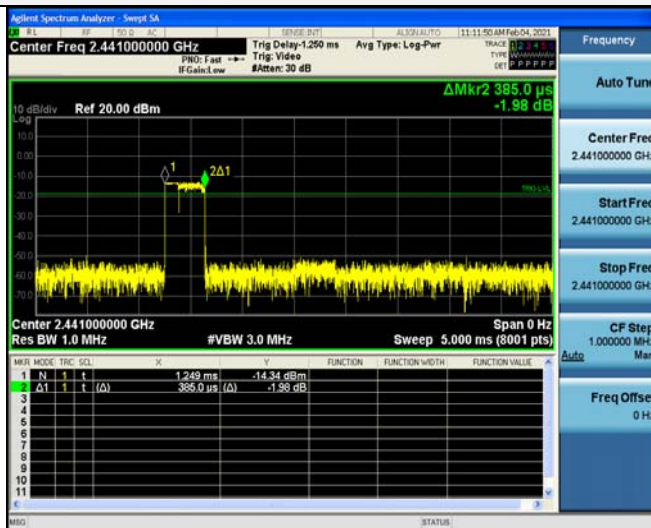 Agilent Spectrum Analyzer - Swept SA
RL RF 50 Ω AC SENSE:INT ALIGN AUTO 11:11:50 AM Feb 04, 2021
Center Freq 2.441000000 GHz
PNO: Fast
IFGain:Low
Trig Delay-1.250 ms
Trig: Video
#Atten: 30 dB
Avg Type: Log-Pwr
TRACE 1 2 3 4 5 6
TYPE
DET P P P P P P
ΔMkr2 385.0 µs
-1.98 dB
10 dB/div Ref 20.00 dBm
Log
10.0
0.00
-10.0
-20.0
-30.0
-40.0
-50.0
-60.0
-70.0
1
2Δ1
TRIG LVL
Center 2.441000000 GHz Span 0 Hz
Res BW 1.0 MHz #VBW 3.0 MHz Sweep 5.000 ms (8001 pts)
MKR MODE TRC SCL X Y FUNCTION FUNCTION WIDTH FUNCTION VALUE
1 N 1 t 1.249 ms -14.34 dBm
2 Δ1 1 t (Δ) 385.0 µs (Δ) -1.98 dB
3
4
5
6
7
8
9
10
11
MSG STATUS
Frequency
Auto Tune
Center Freq
2.441000000 GHz
Start Freq
2.441000000 GHz
Stop Freq
2.441000000 GHz
CF Step
1.000000 MHz
Auto Man
Freq Offset
0 Hz